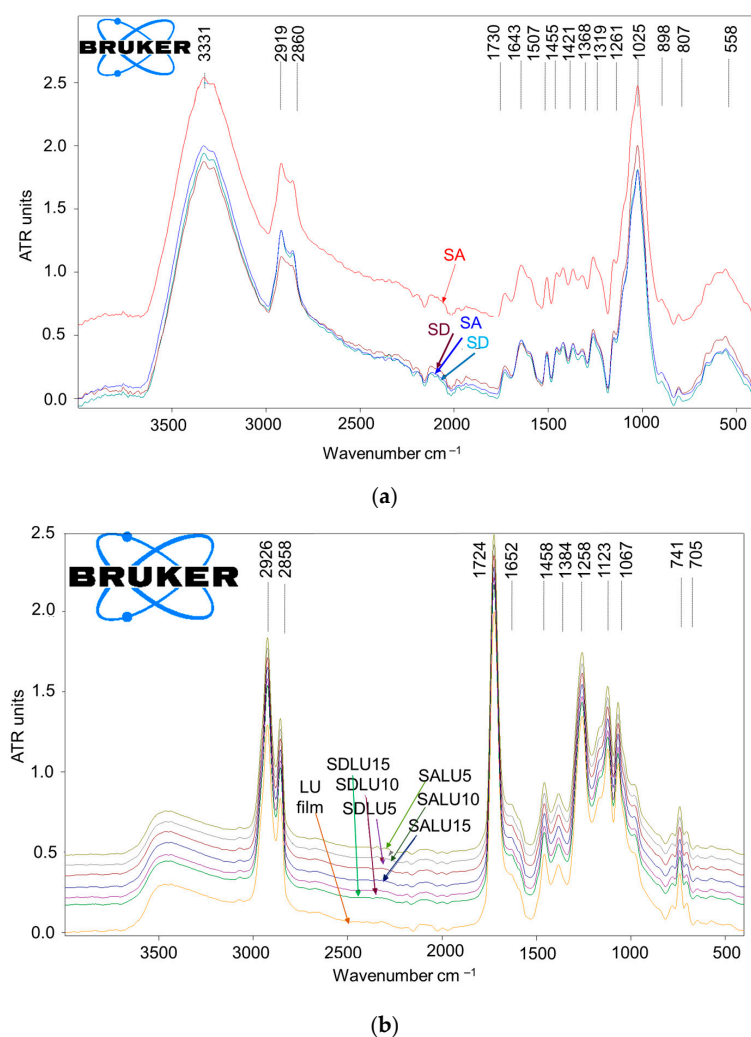 BRUKER
3331
2919
2860
1730
1643
1507
1455
1421
1368
1319
1261
1025
898
807
558
2.5
2.0
1.5
1.0
0.5
0.0
ATR units
SA
SD
SA
SD
3500 3000 2500 2000 1500 1000 500
Wavenumber cm⁻¹
(a)
BRUKER
2926
2858
1724
1652
1458
1384
1258
1123
1067
741
705
2.5
2.0
1.5
1.0
0.5
0.0
ATR units
SDLU15
SDLU10
SDLU5
LU
film
SALU5
SALU10
SALU15
3500 3000 2500 2000 1500 1000 500
Wavenumber cm⁻¹
(b)